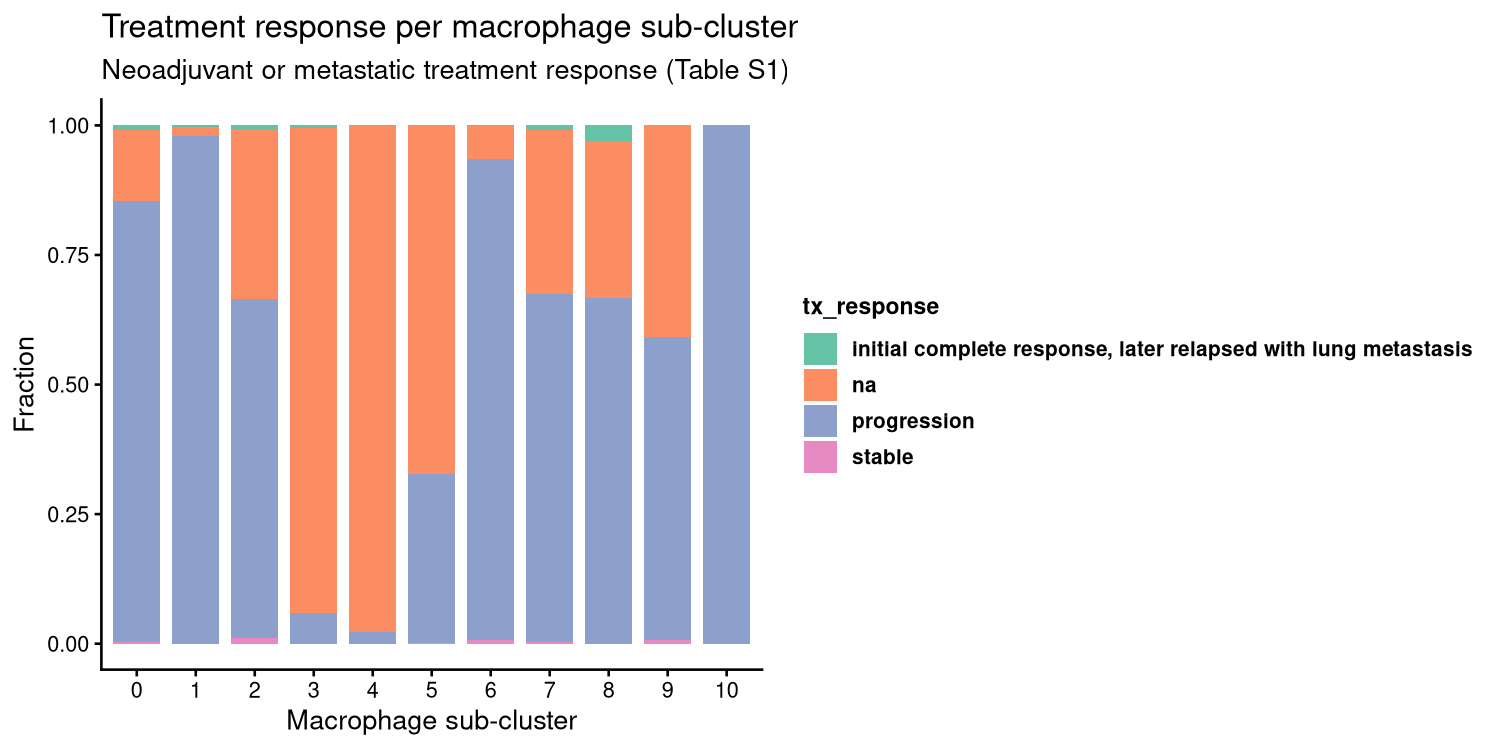 Treatment response per macrophage sub-cluster
Neoadjuvant or metastatic treatment response (Table S1)
Fraction
1.00
0.75
0.50
0.25
0.00
0 1 2 3 4 5 6 7 8 9 10
Macrophage sub-cluster
tx_response
initial complete response, later relapsed with lung metastasis
na
progression
stable